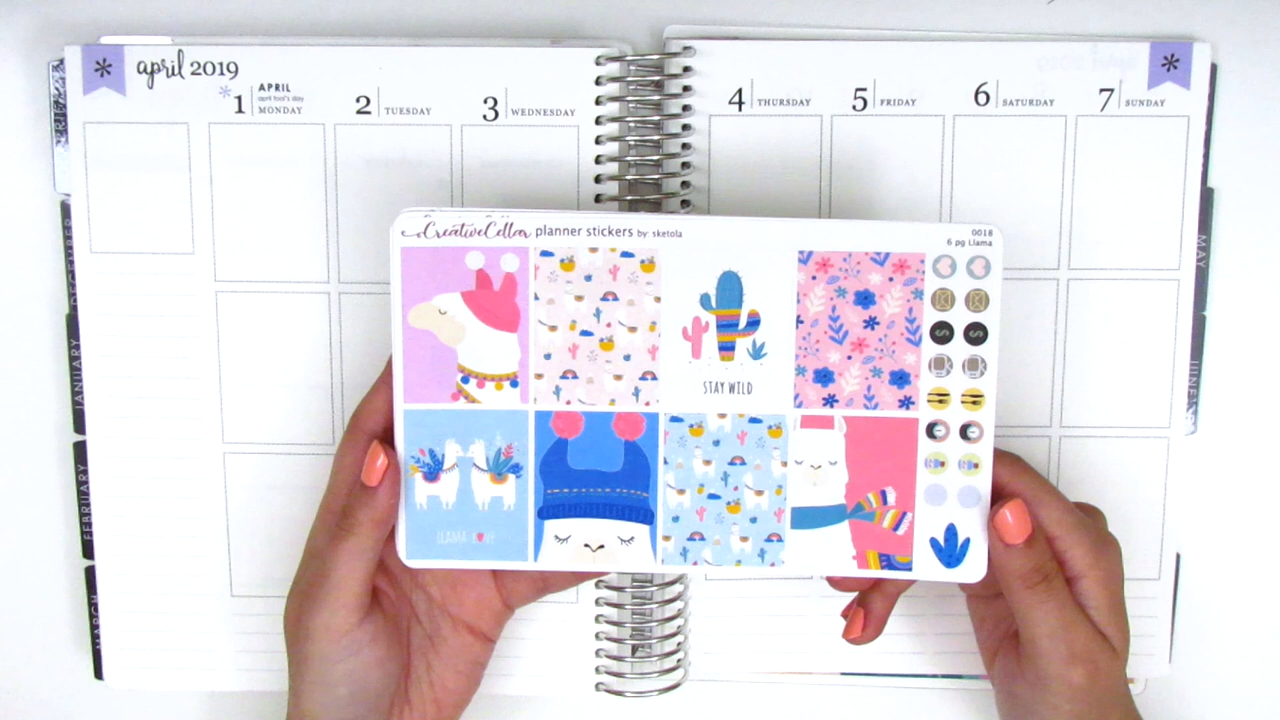 * april 2019 *
1 APRIL
april fool's day
MONDAY
2 TUESDAY
3 WEDNESDAY
4 THURSDAY
5 FRIDAY
6 SATURDAY
7 SUNDAY
CreativeCellar planner stickers by: sketola
0018
6 pg Llama
STAY WILD
LLAMA L♥VE
$ $
DECEMBER
JANUARY
FEBRUARY
MARCH
MAY
JUNE